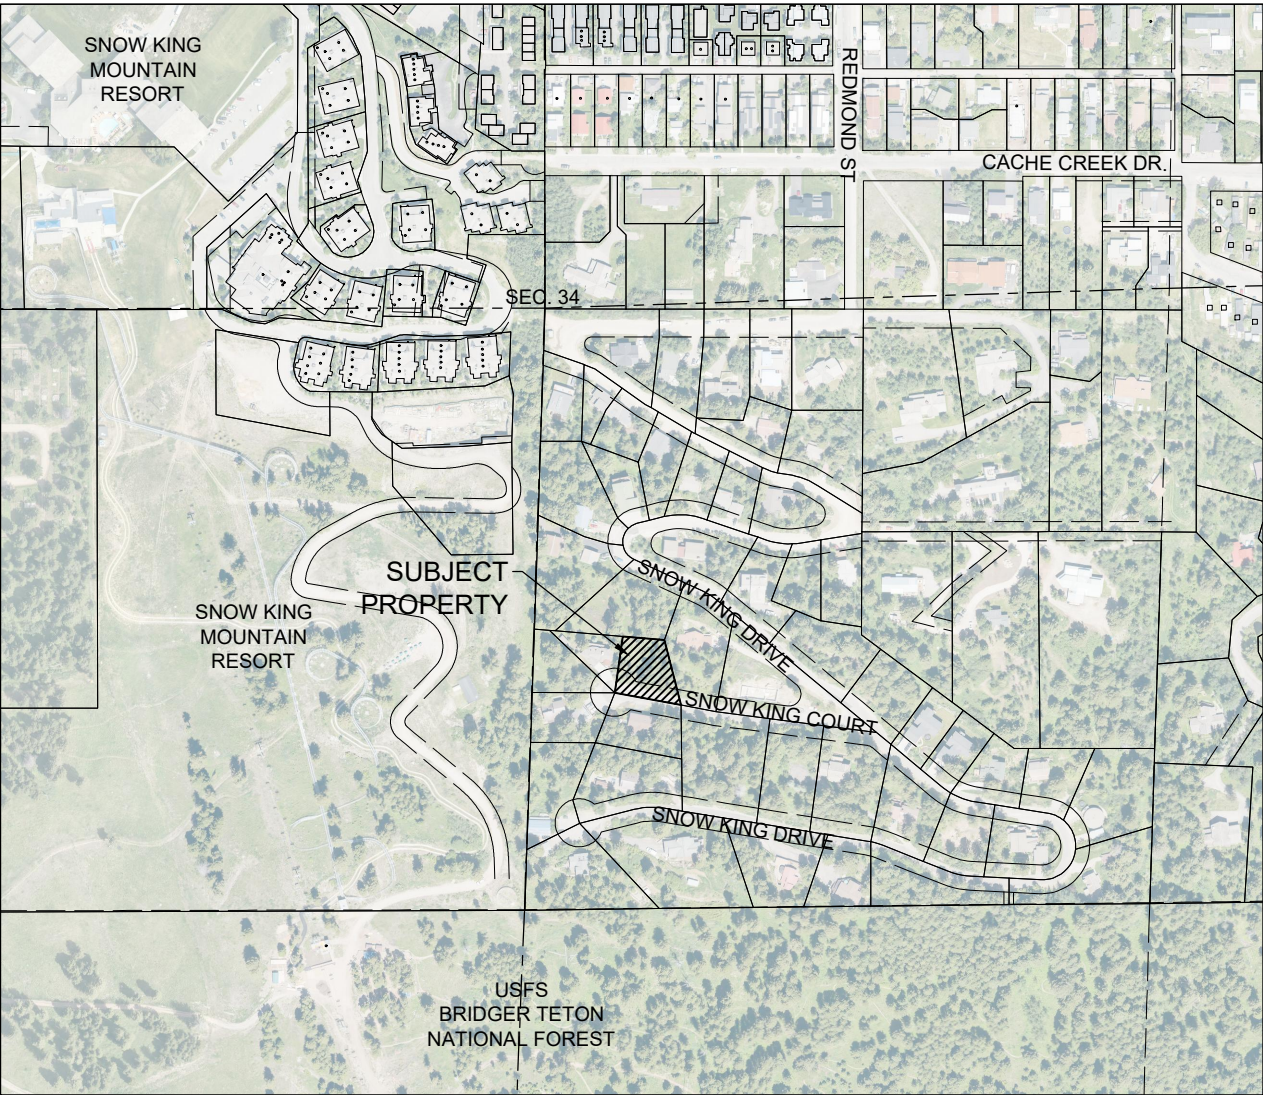 SNOW KING
MOUNTAIN
RESORT
REDMOND ST
CACHE CREEK DR.
SEC. 34
SUBJECT
PROPERTY
SNOW KING DRIVE
SNOW KING
MOUNTAIN
RESORT
SNOW KING COURT
SNOW KING DRIVE
USFS
BRIDGER TETON
NATIONAL FOREST